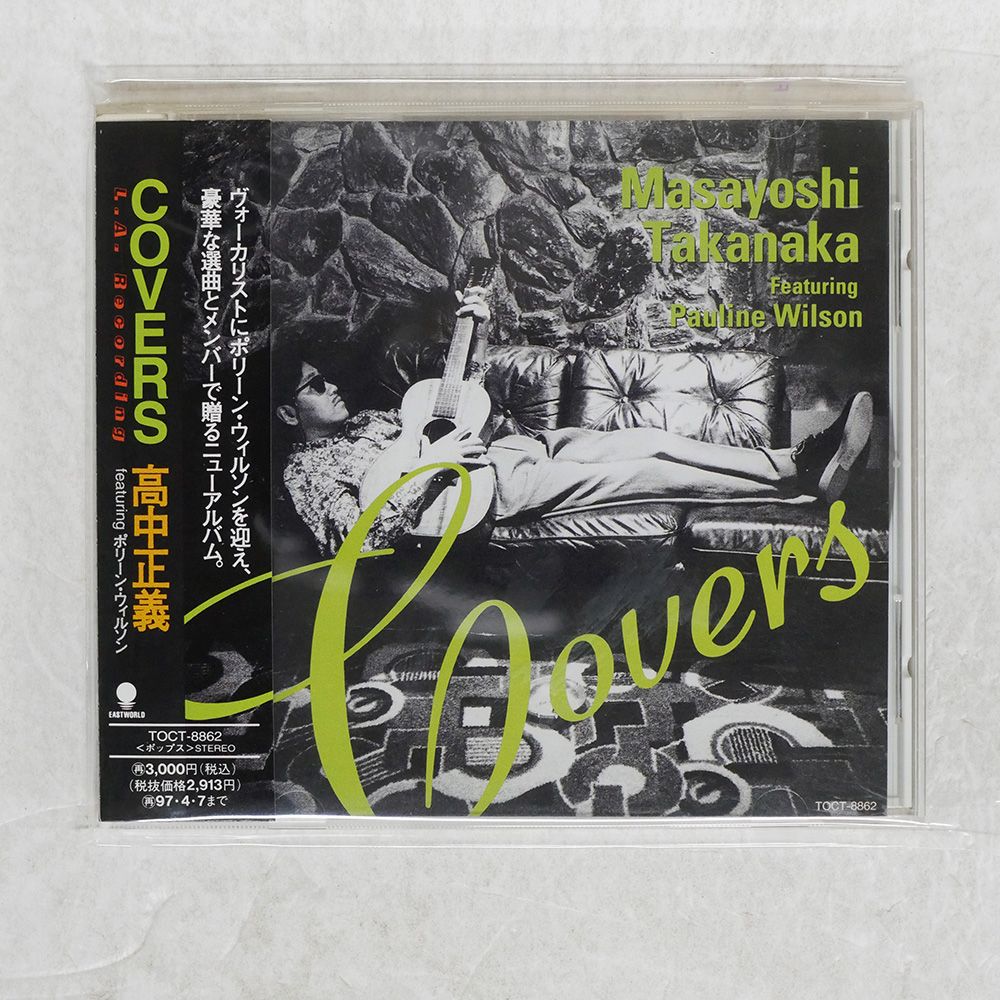 COVERS
L.A. Recording
高中正義
featuring ポリーン・ウィルソン
EASTWORLD
TOCT-8862
<ポップス>STEREO
再3,000円(税込)
(税抜価格2,913円)
再97・4・7まで
ヴォーカリストにポリーン・ウィルソンを迎え、
豪華な選曲とメンバーで贈るニューアルバム。
Masayoshi
Takanaka
Featuring
Pauline Wilson
Covers
TOCT-8862